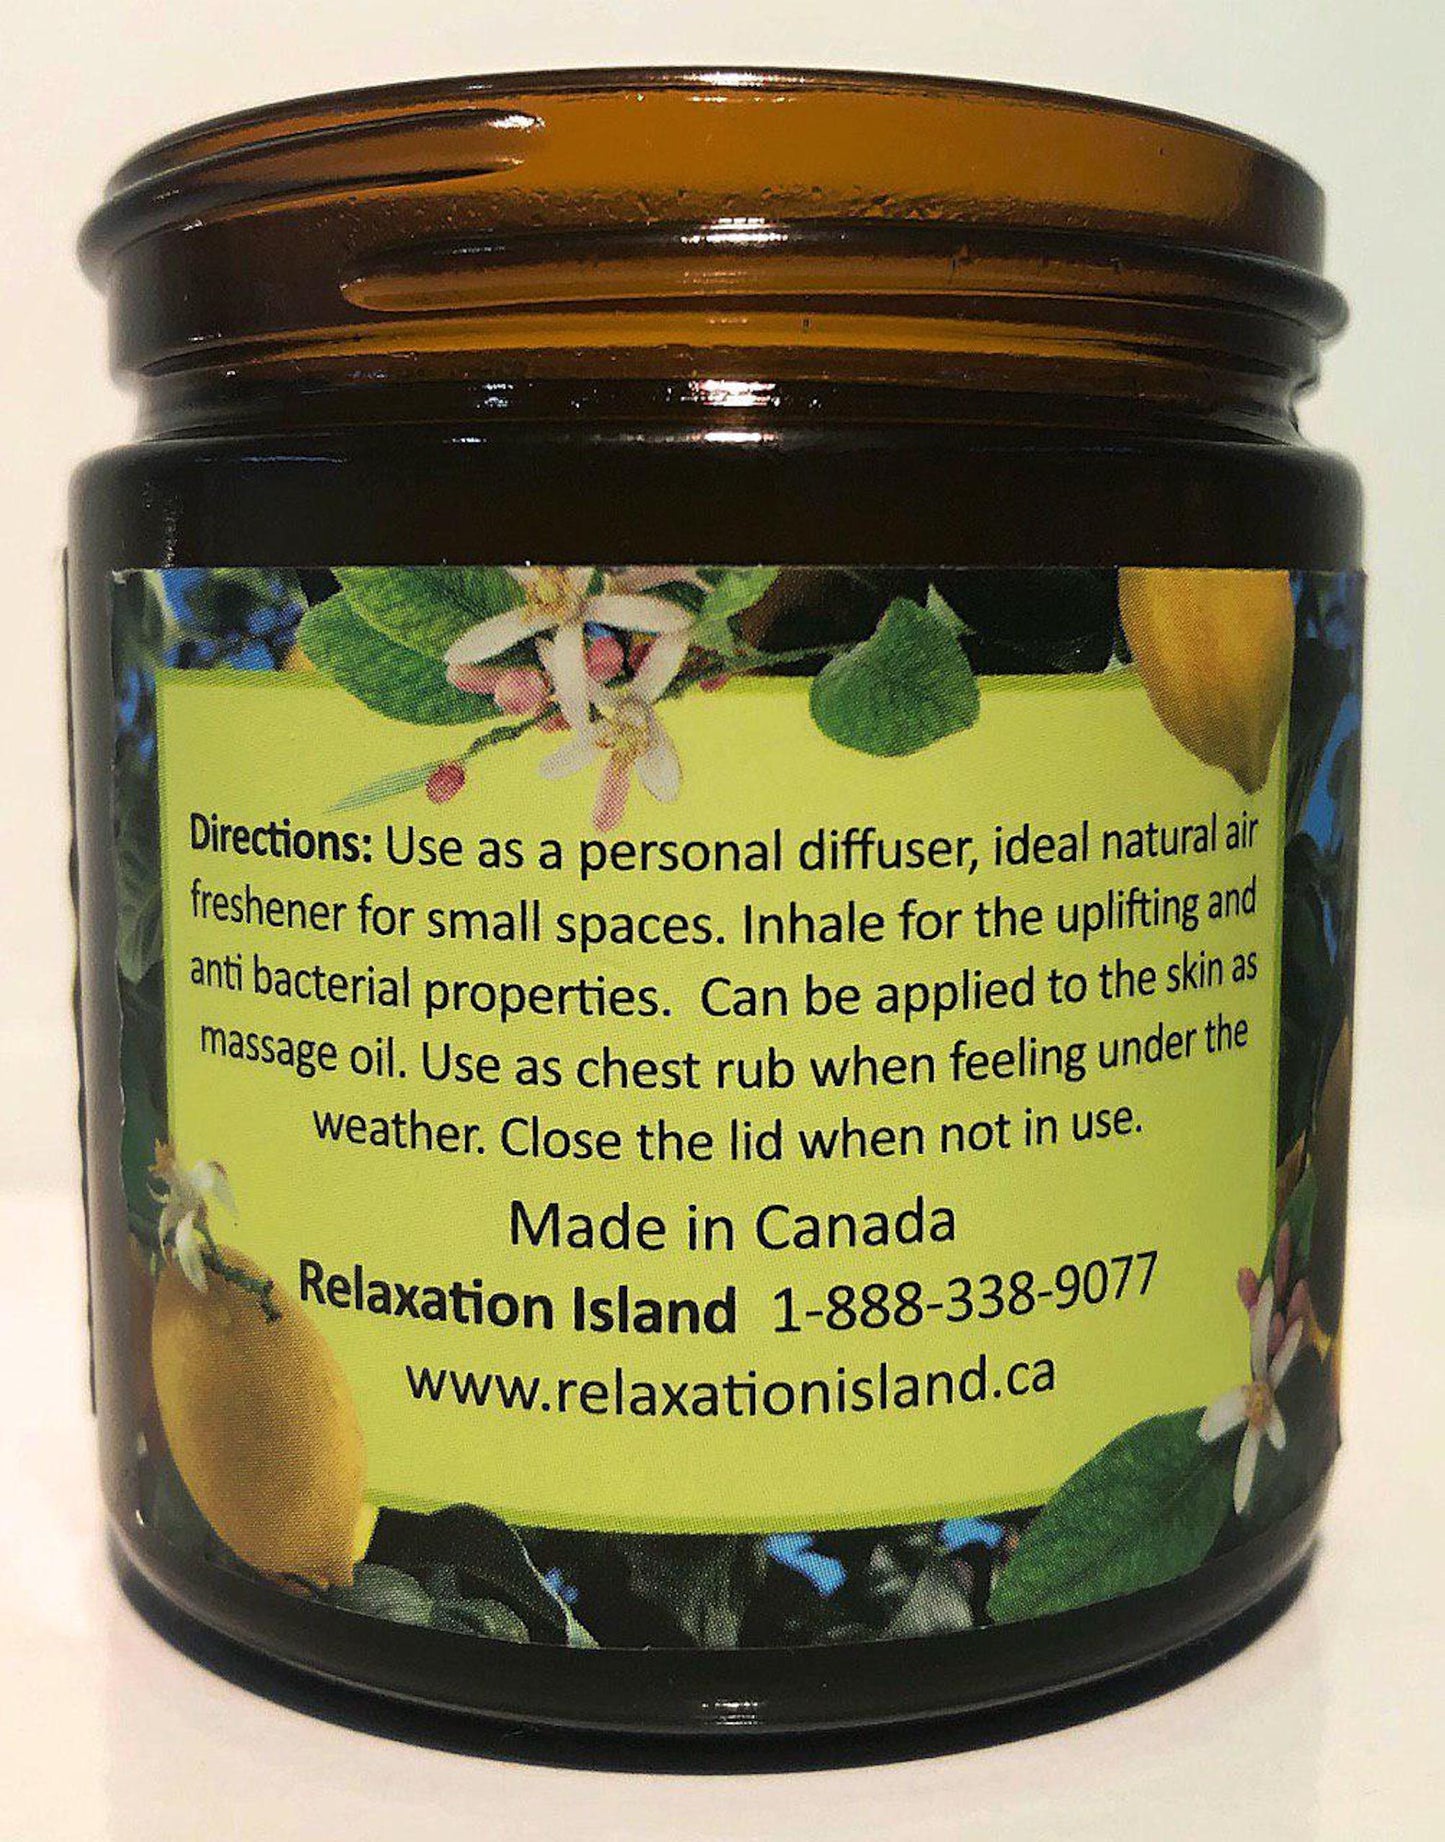 Directions: Use as a personal diffuser, ideal natural air
freshener for small spaces. Inhale for the uplifting and
anti bacterial properties.  Can be applied to the skin as
massage oil. Use as chest rub when feeling under the
weather. Close the lid when not in use.
Made in Canada
Relaxation Island  1-888-338-9077
www.relaxationisland.ca